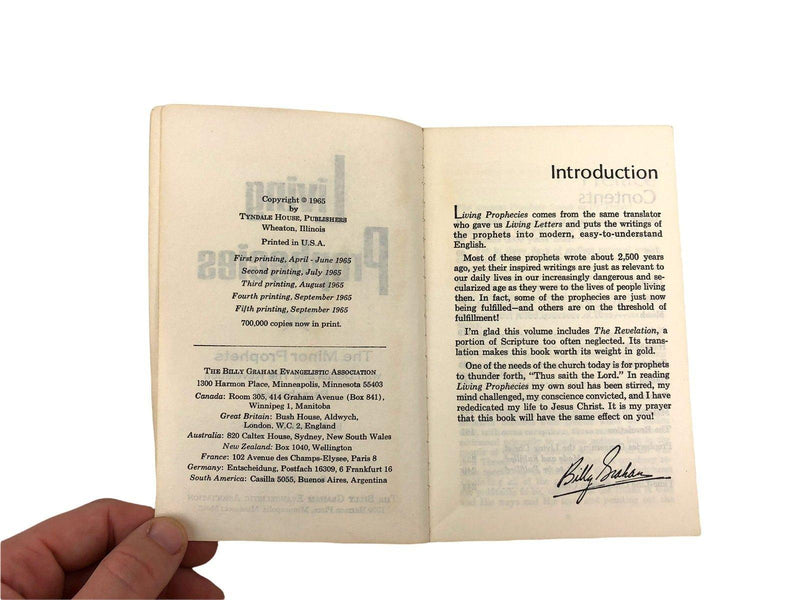 Copyright © 1965
by
Tyndale House, Publishers
Wheaton, Illinois
Printed in U.S.A.
First printing, April - June 1965
Second printing, July 1965
Third printing, August 1965
Fourth printing, September 1965
Fifth printing, September 1965
700,000 copies now in print.
The Billy Graham Evangelistic Association
1300 Harmon Place, Minneapolis, Minnesota 55403
Canada: Room 305, 414 Graham Avenue (Box 841),
Winnipeg 1, Manitoba
Great Britain: Bush House, Aldwych,
London, W.C. 2, England
Australia: 820 Caltex House, Sydney, New South Wales
New Zealand: Box 1040, Wellington
France: 102 Avenue des Champs-Elysee, Paris 8
Germany: Entscheidung, Postfach 16309, 6 Frankfurt 16
South America: Casilla 5055, Buenos Aires, Argentina
Introduction
Living Prophecies comes from the same translator
who gave us Living Letters and puts the writings of
the prophets into modern, easy-to-understand
English.
Most of these prophets wrote about 2,500 years
ago, yet their inspired writings are just as relevant to
our daily lives in our increasingly dangerous and se-
cularized age as they were to the lives of people living
then. In fact, some of the prophecies are just now
being fulfilled—and others are on the threshold of
fulfillment!
I'm glad this volume includes The Revelation, a
portion of Scripture too often neglected. Its trans-
lation makes this book worth its weight in gold.
One of the needs of the church today is for prophets
to thunder forth, "Thus saith the Lord." In reading
Living Prophecies my own soul has been stirred, my
mind challenged, my conscience convicted, and I have
rededicated my life to Jesus Christ. It is my prayer
that this book will have the same effect on you!
Billy Graham